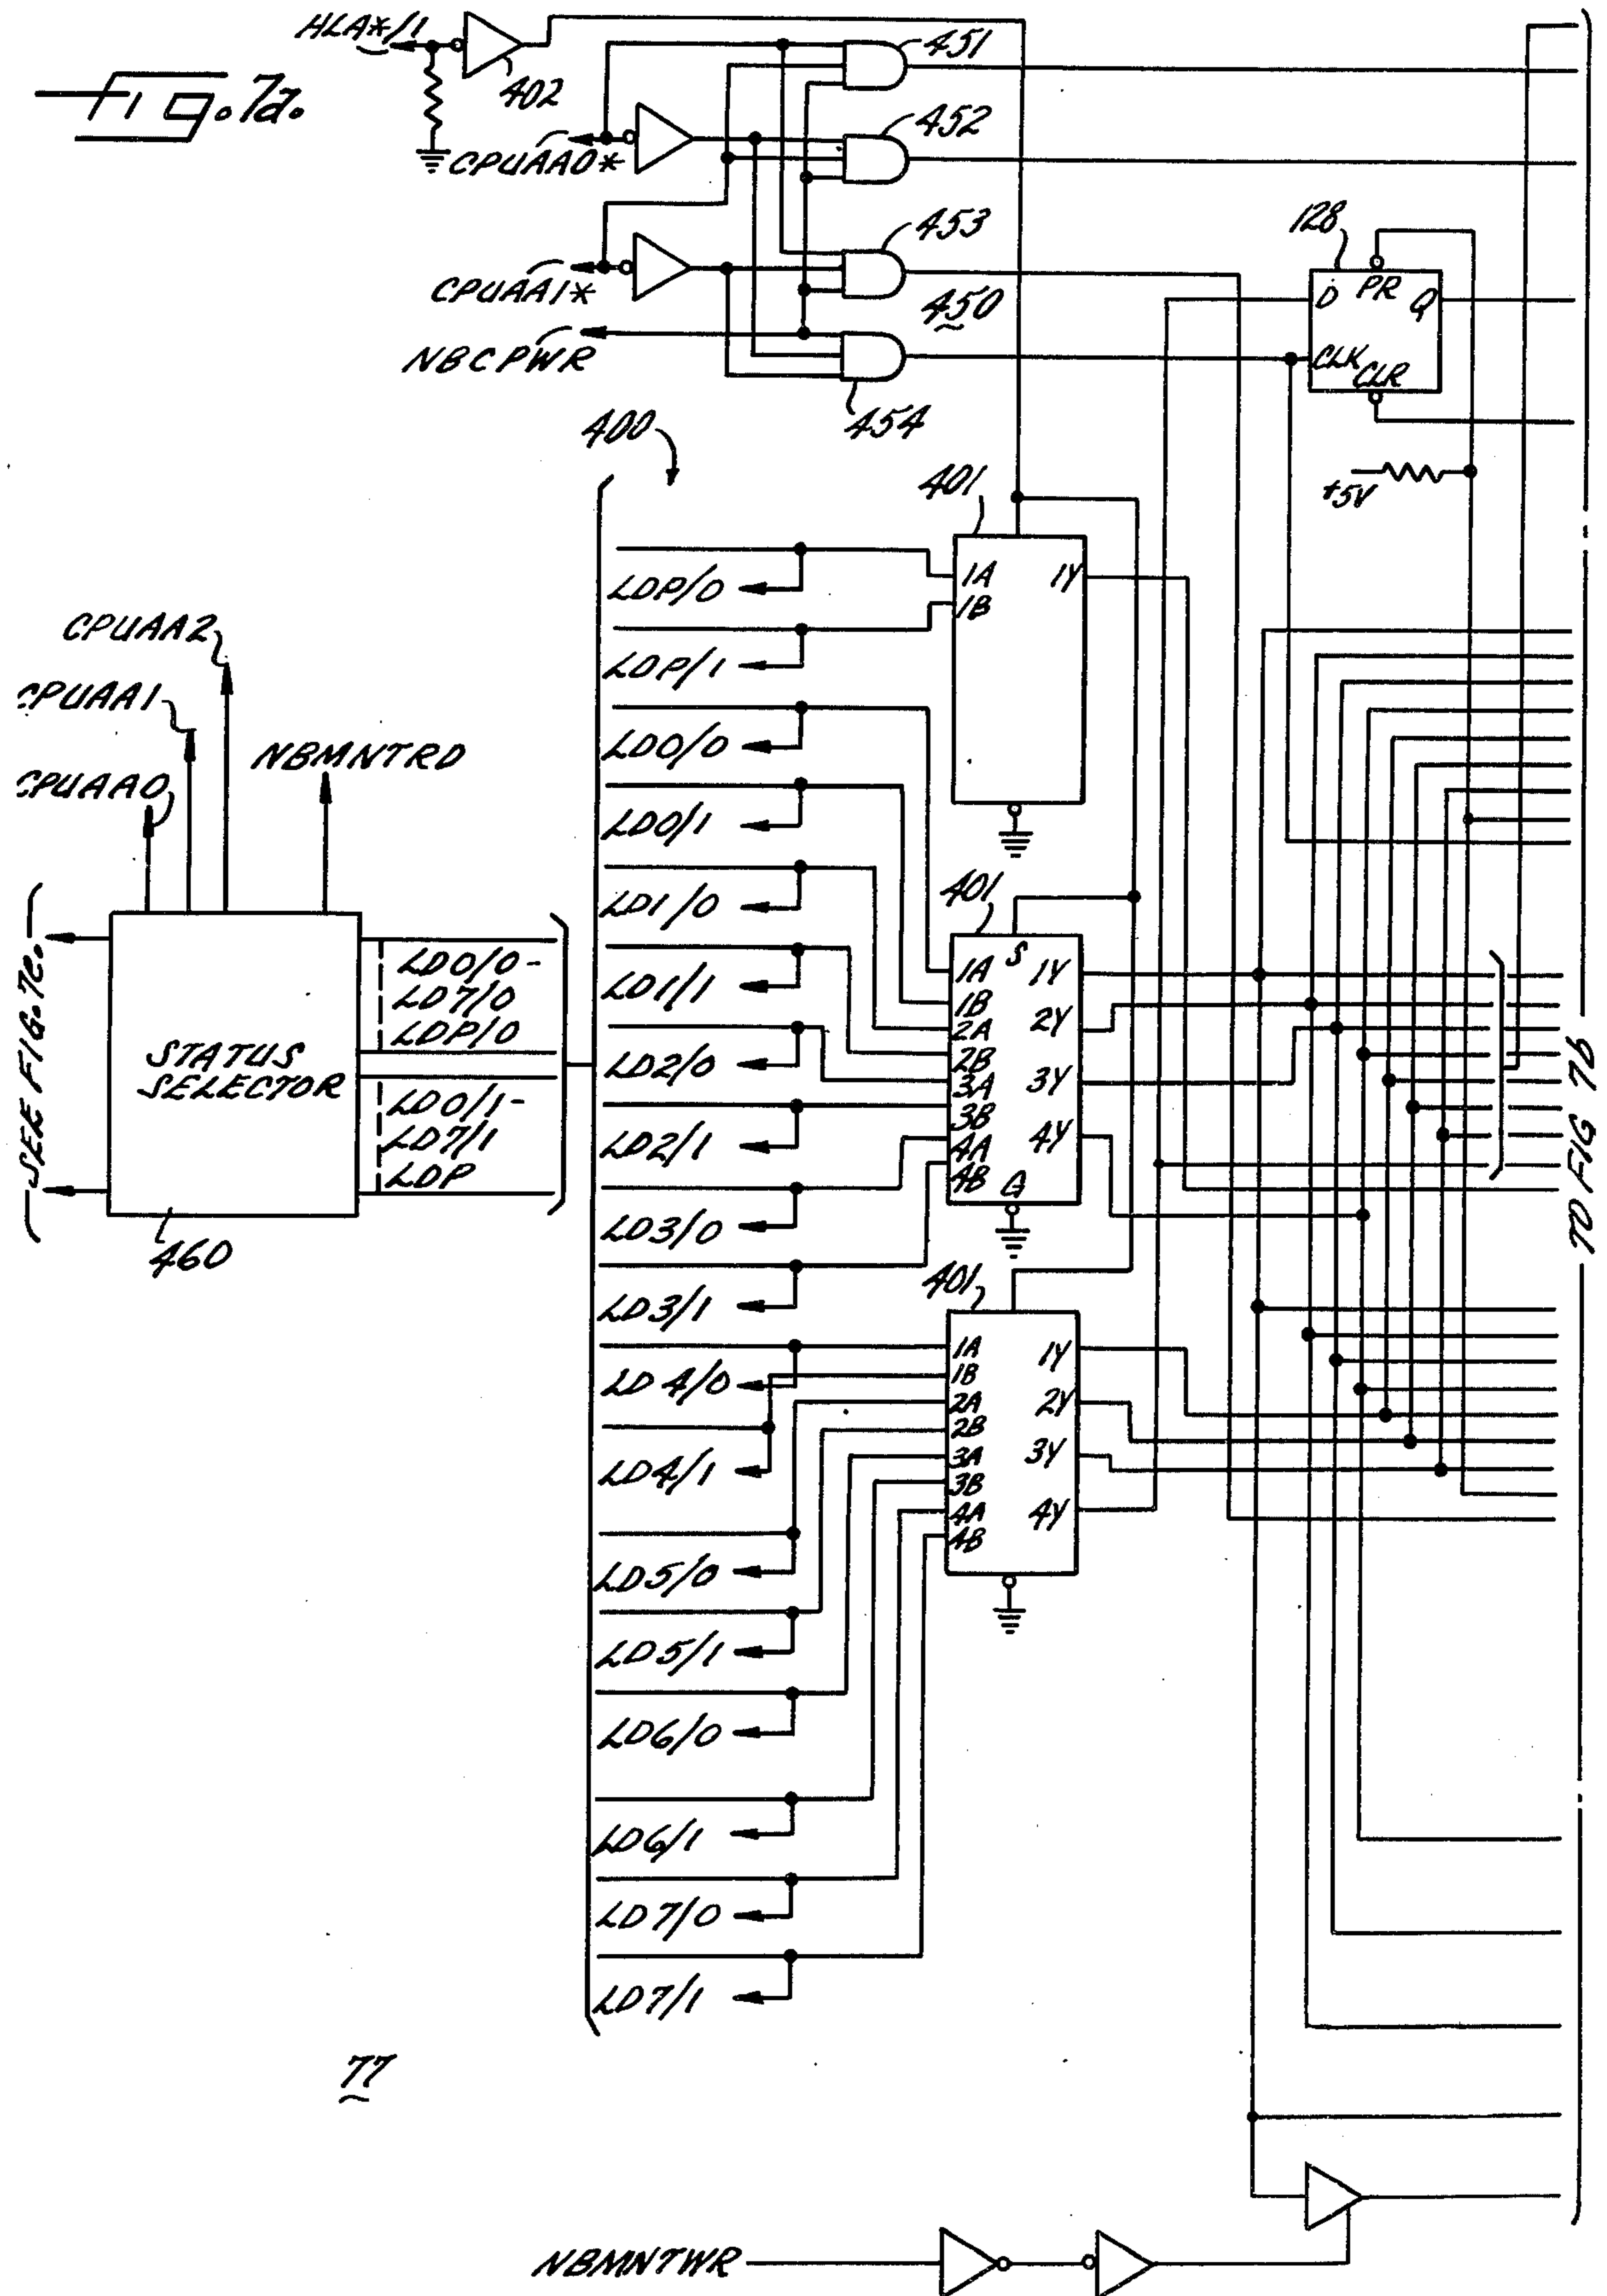 HLA*/1
Fig. 7a.
402
451
CPUAA0*
452
CPUAA1*
453
450
128
D PR Q
CLK
CLR
NBCPWR
454
400
+5V
401
1A 1Y
1B
LDP/0
LDP/1
LD0/0
LD0/1
LD1/0
LD1/1
LD2/0
LD2/1
LD3/0
LD3/1
LD4/0
LD4/1
LD5/0
LD5/1
LD6/0
LD6/1
LD7/0
LD7/1
401
S
1A 1Y
1B
2A 2Y
2B
3A 3Y
3B
4A 4Y
4B G
401
1A 1Y
1B
2A 2Y
2B
3A 3Y
3B
4A 4Y
4B
CPUAA2
CPUAA1
CPUAA0
NBMNTRD
SEE FIG. 7e.
STATUS
SELECTOR
LD0/0-
LD7/0
LDP/0
LD0/1-
LD7/1
LDP
460
TO FIG 7b
77
NBMNTWR